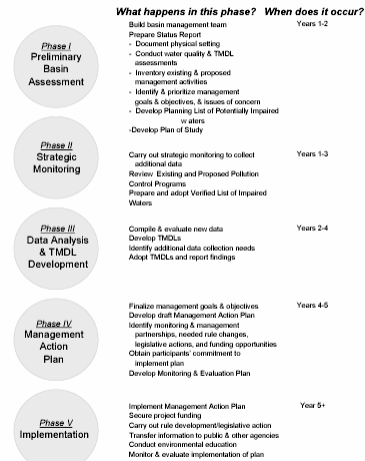 What happens in this phase? When does it occur?
Phase I
Preliminary
Basin
Assessment
Build basin management team
Prepare Status Report
- Document physical setting
- Conduct water quality & TMDL
assessments
- Inventory existing & proposed
management activities
- Identify & prioritize management
goals & objectives, & issues of concern
- Develop Planning List of Potentially Impaired
waters
-Develop Plan of Study
Years 1-2
Phase II
Strategic
Monitoring
Carry out strategic monitoring to collect
additional data
Review Existing and Proposed Pollution
Control Programs
Prepare and adopt Verified List of Impaired
Waters
Years 1-3
Phase III
Data Analysis
& TMDL
Development
Compile & evaluate new data
Develop TMDLs
Identify additional data collection needs
Adopt TMDLs and report findings
Years 2-4
Phase IV
Management
Action
Plan
Finalize management goals & objectives
Develop draft Management Action Plan
Identify monitoring & management
partnerships, needed rule changes,
legislative actions, and funding opportunities
Obtain participants' commitment to
implement plan
Develop Monitoring & Evaluation Plan
Years 4-5
Phase V
Implementation
Implement Management Action Plan
Secure project funding
Carry out rule development/legislative action
Transfer information to public & other agencies
Conduct environmental education
Monitor & evaluate implementation of plan
Year 5+